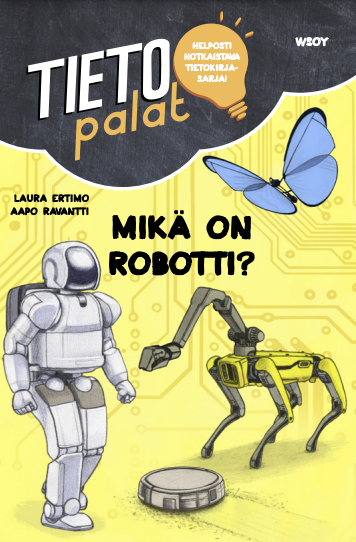 WSOY
HELPOSTI
HOTKAISTAVA
TIETOKIRJA-
SARJA!
TIETO
palat
LAURA ERTIMO
AAPO RAVANTTI
MIKÄ ON
ROBOTTI?